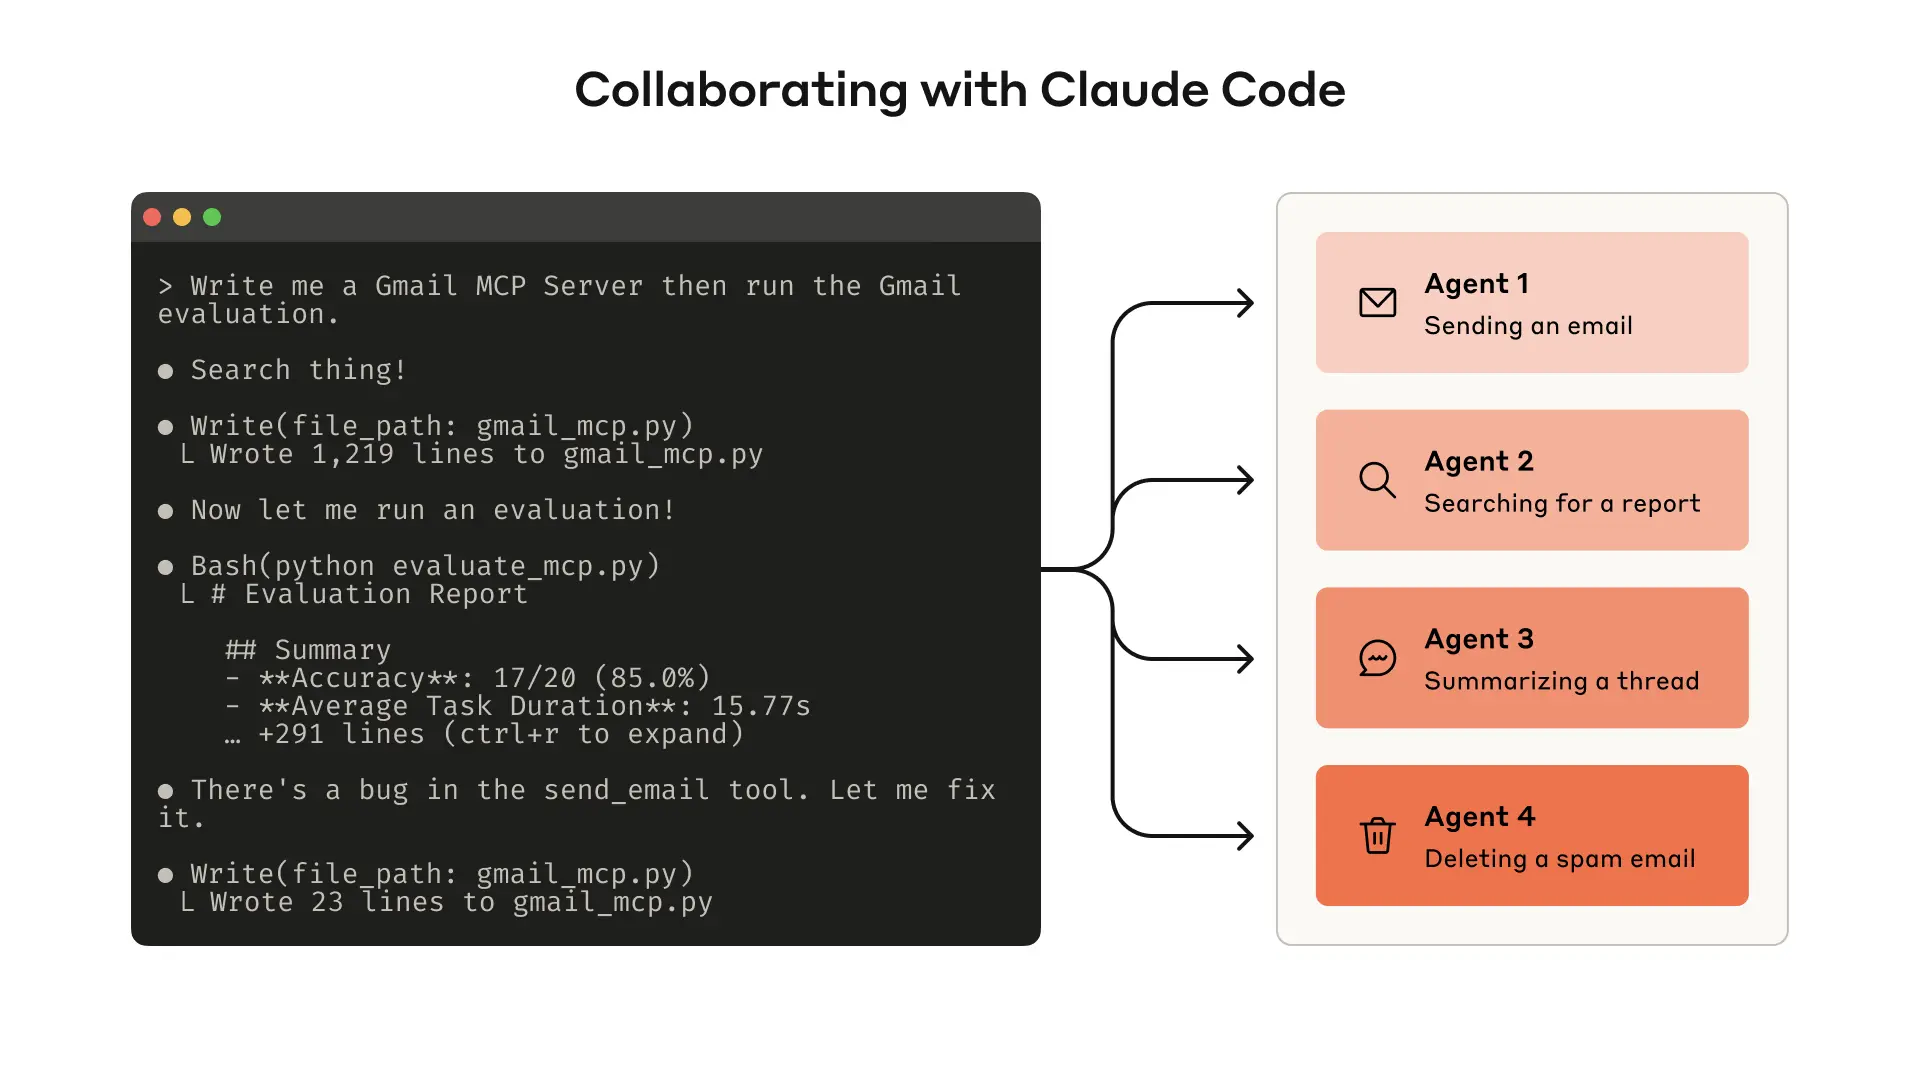 Collaborating with Claude Code
> Write me a Gmail MCP Server then run the Gmail
evaluation.
● Search thing!
● Write(file_path: gmail_mcp.py)
└ Wrote 1,219 lines to gmail_mcp.py
● Now let me run an evaluation!
● Bash(python evaluate_mcp.py)
└ # Evaluation Report
## Summary
- **Accuracy**: 17/20 (85.0%)
- **Average Task Duration**: 15.77s
… +291 lines (ctrl+r to expand)
● There's a bug in the send_email tool. Let me fix
it.
● Write(file_path: gmail_mcp.py)
└ Wrote 23 lines to gmail_mcp.py
Agent 1
Sending an email
Agent 2
Searching for a report
Agent 3
Summarizing a thread
Agent 4
Deleting a spam email